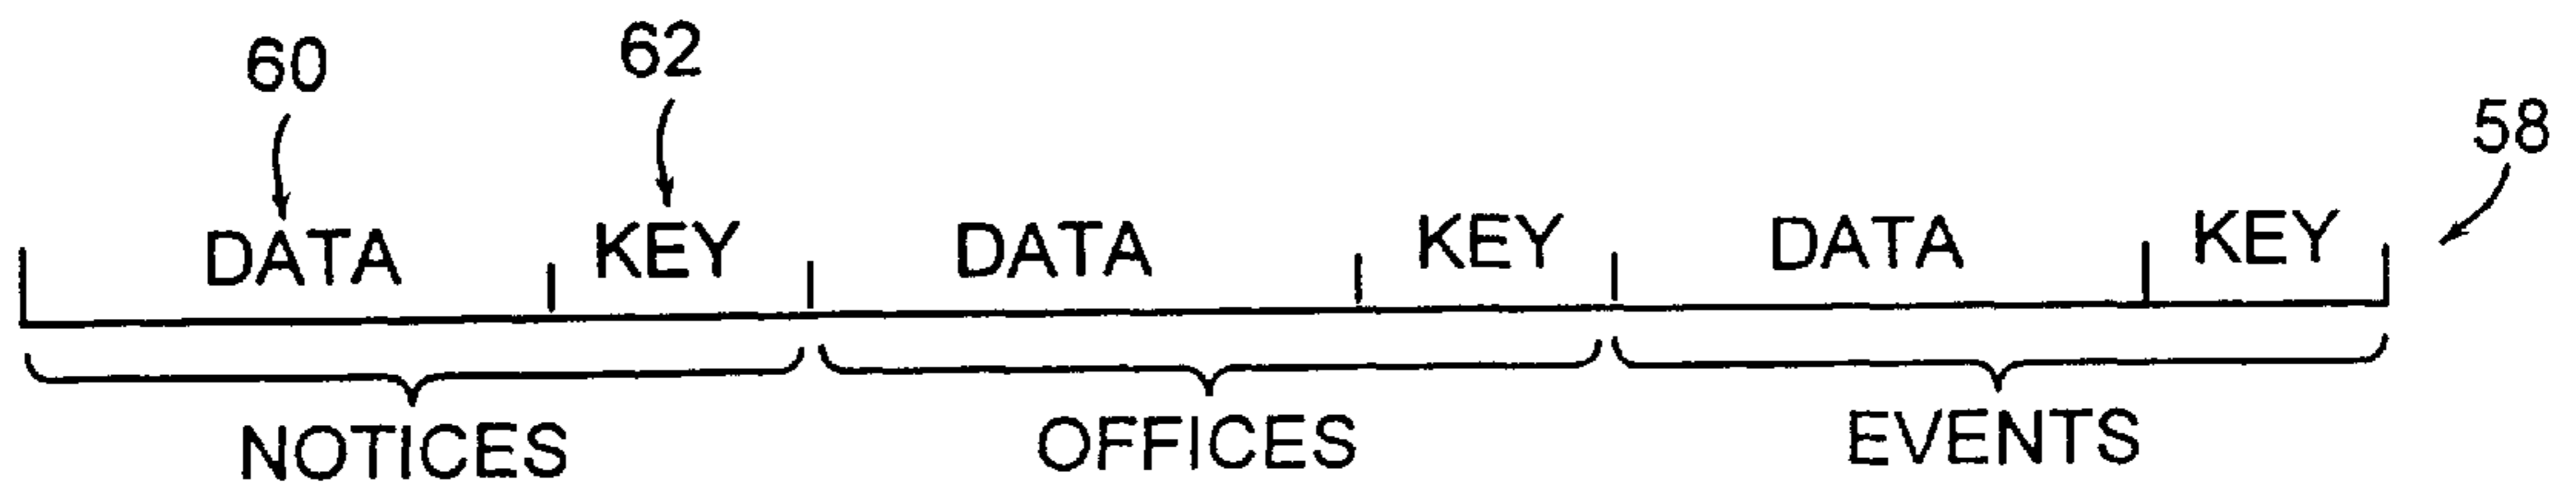 60 62 58
DATA KEY DATA KEY DATA KEY
NOTICES OFFICES EVENTS